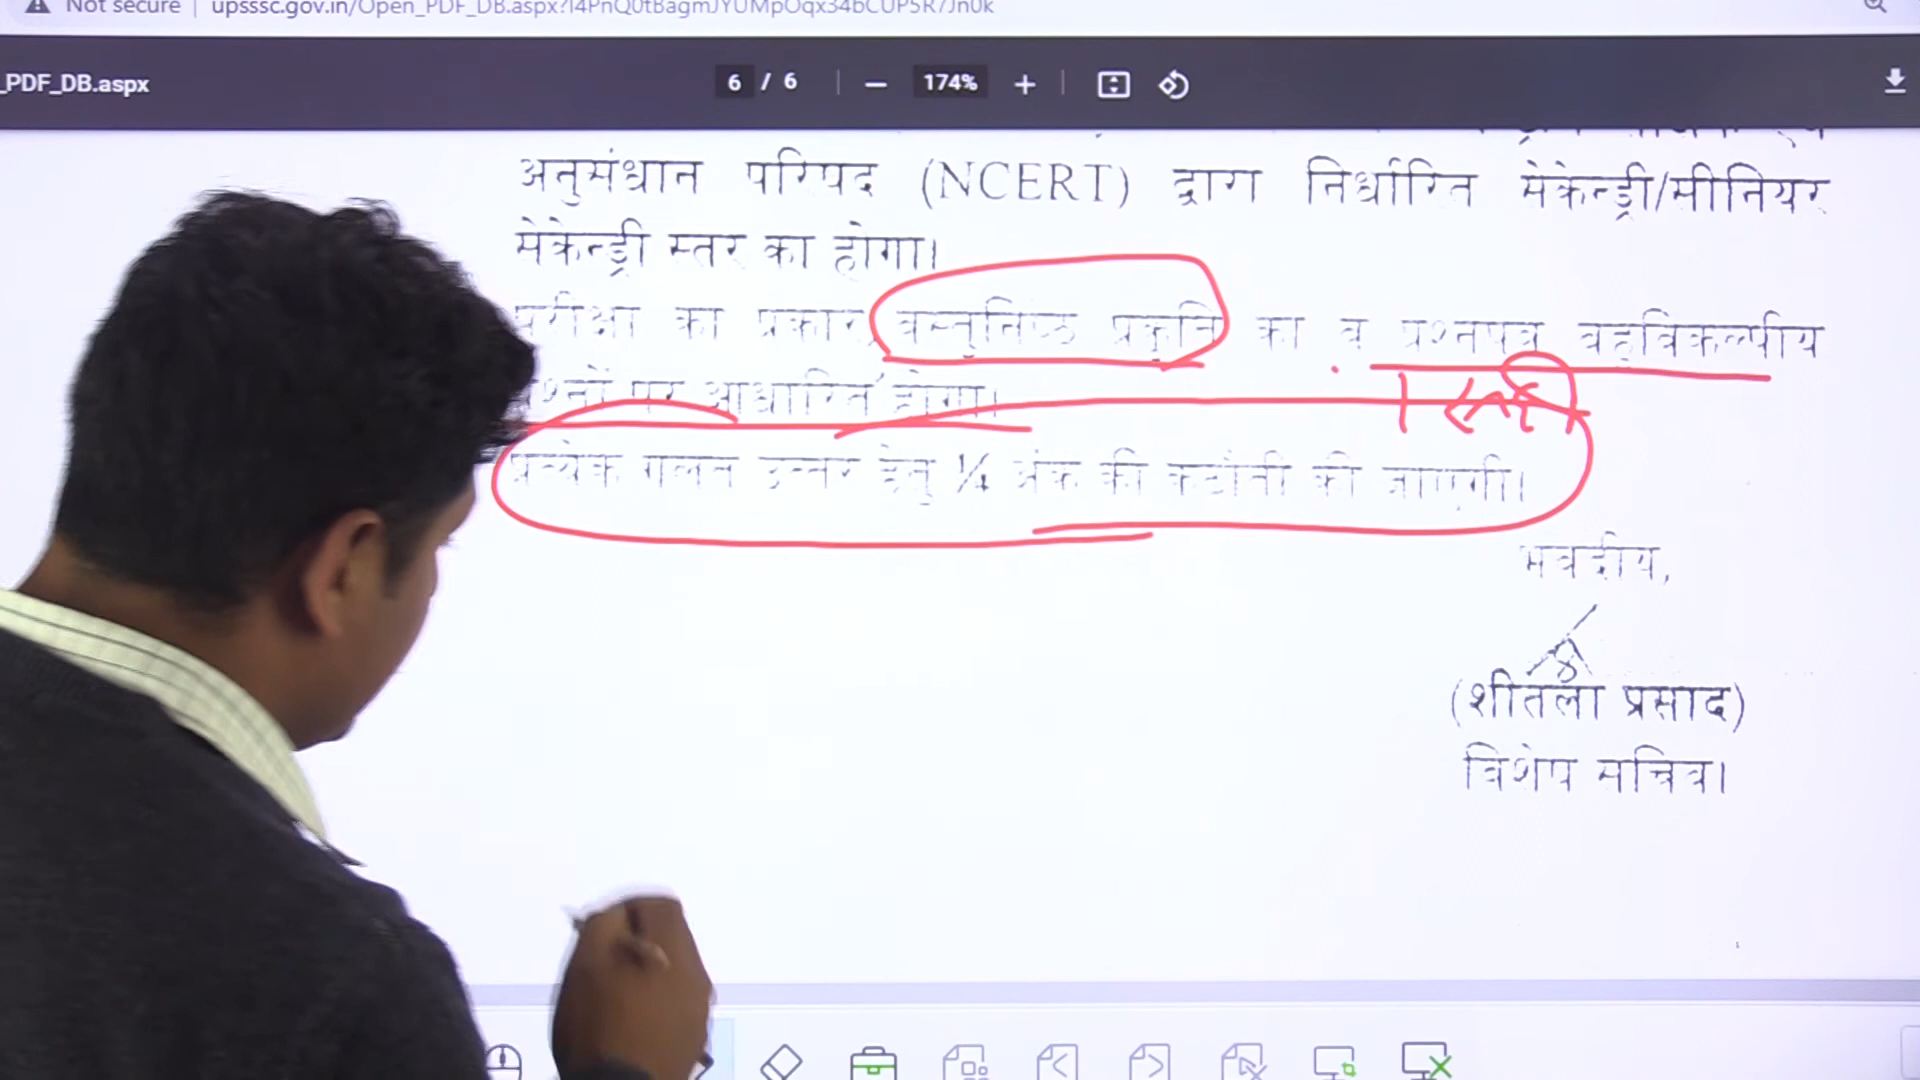 Not secure | upsssc.gov.in/Open_PDF_DB.aspx?
_PDF_DB.aspx
6 / 6
174%
अनुसंधान परिषद (NCERT) द्वारा निर्धारित सेकेन्ड्री/सीनियर
सेकेन्ड्री स्तर का होगा।
परीक्षा का प्रकार वस्तुनिष्ठ प्रकृति का व प्रश्नपत्र बहुविकल्पीय
प्रश्नों पर आधारित होगा।
प्रत्येक गलत उत्तर हेतु 1/4 अंक की कटौती की जाएगी।
भवदीय,
(शीतला प्रसाद)
विशेष सचिव।